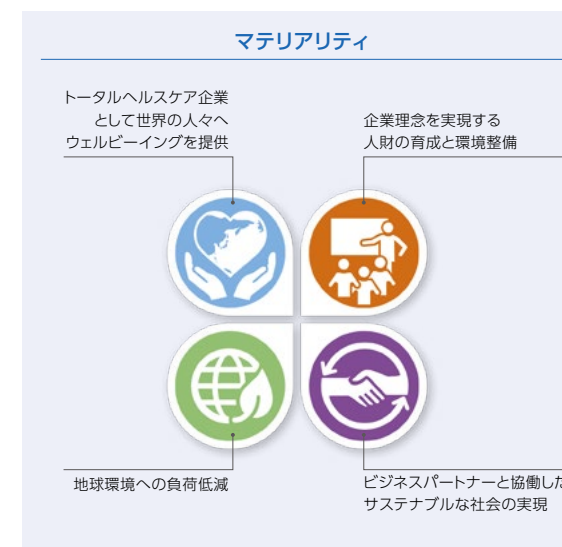 マテリアリティ
トータルヘルスケア企業
として世界の人々へ
ウェルビーイングを提供
企業理念を実現する
人財の育成と環境整備
地球環境への負荷低減
ビジネスパートナーと協働した
サステナブルな社会の実現